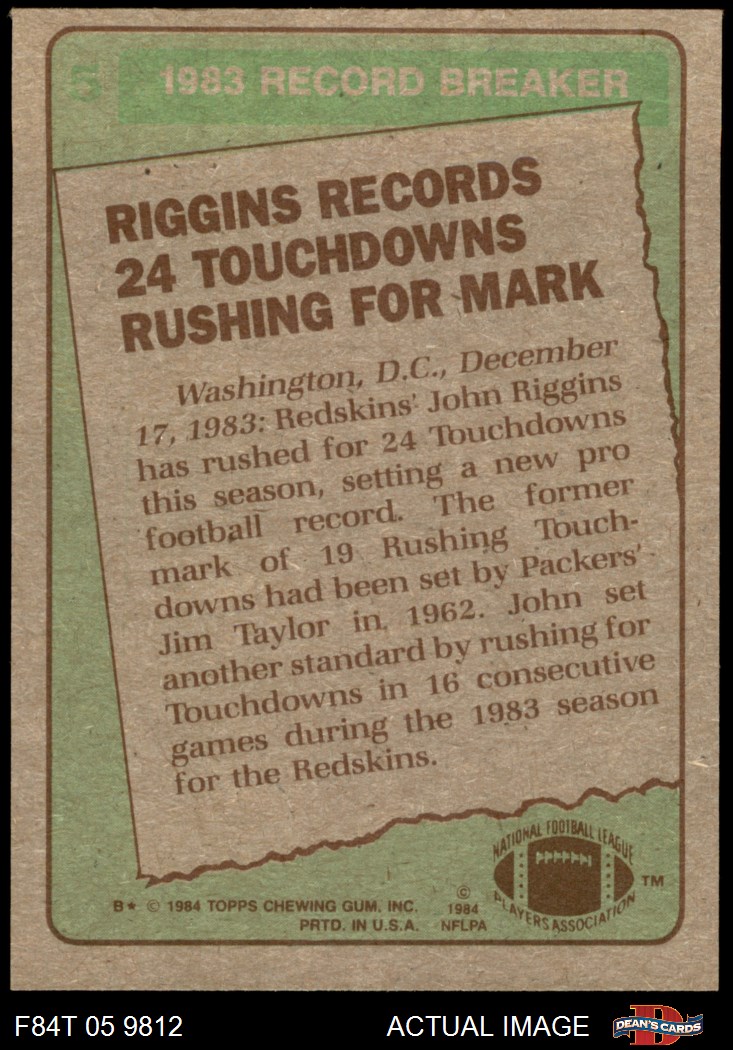 5
1983 RECORD BREAKER
RIGGINS RECORDS
24 TOUCHDOWNS
RUSHING FOR MARK
Washington, D.C., December
17, 1983: Redskins' John Riggins
has rushed for 24 Touchdowns
this season, setting a new pro
football record. The former
mark of 19 Rushing Touch-
downs had been set by Packers'
Jim Taylor in 1962. John set
another standard by rushing for
Touchdowns in 16 consecutive
games during the 1983 season
for the Redskins.
NATIONAL FOOTBALL LEAGUE
PLAYERS ASSOCIATION
TM
B★ © 1984 TOPPS CHEWING GUM, INC.
PRTD. IN U.S.A.
©
1984
NFLPA
F84T 05 9812
ACTUAL IMAGE
D
DEAN'S CARDS